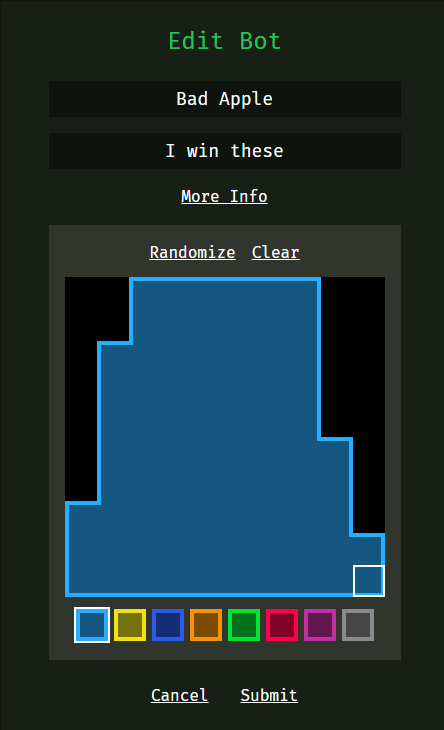 Edit Bot
Bad Apple
I win these
More Info
Randomize Clear
Cancel Submit